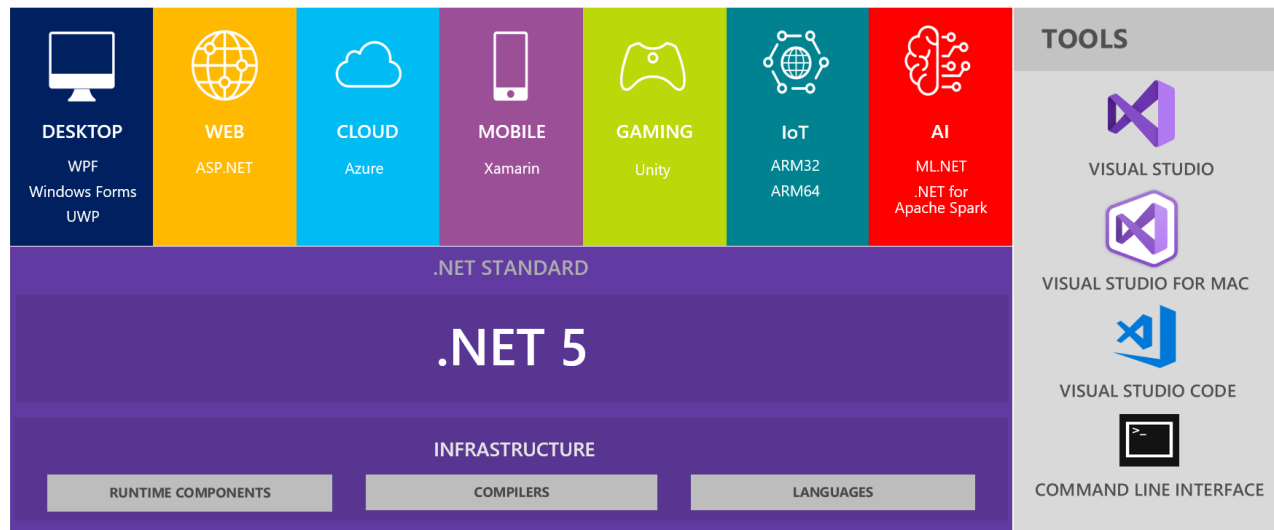 DESKTOP
WPF
Windows Forms
UWP
WEB
ASP.NET
CLOUD
Azure
MOBILE
Xamarin
GAMING
Unity
IoT
ARM32
ARM64
AI
ML.NET
.NET for
Apache Spark
.NET STANDARD
.NET 5
INFRASTRUCTURE
RUNTIME COMPONENTS
COMPILERS
LANGUAGES
TOOLS
VISUAL STUDIO
VISUAL STUDIO FOR MAC
VISUAL STUDIO CODE
>_
COMMAND LINE INTERFACE